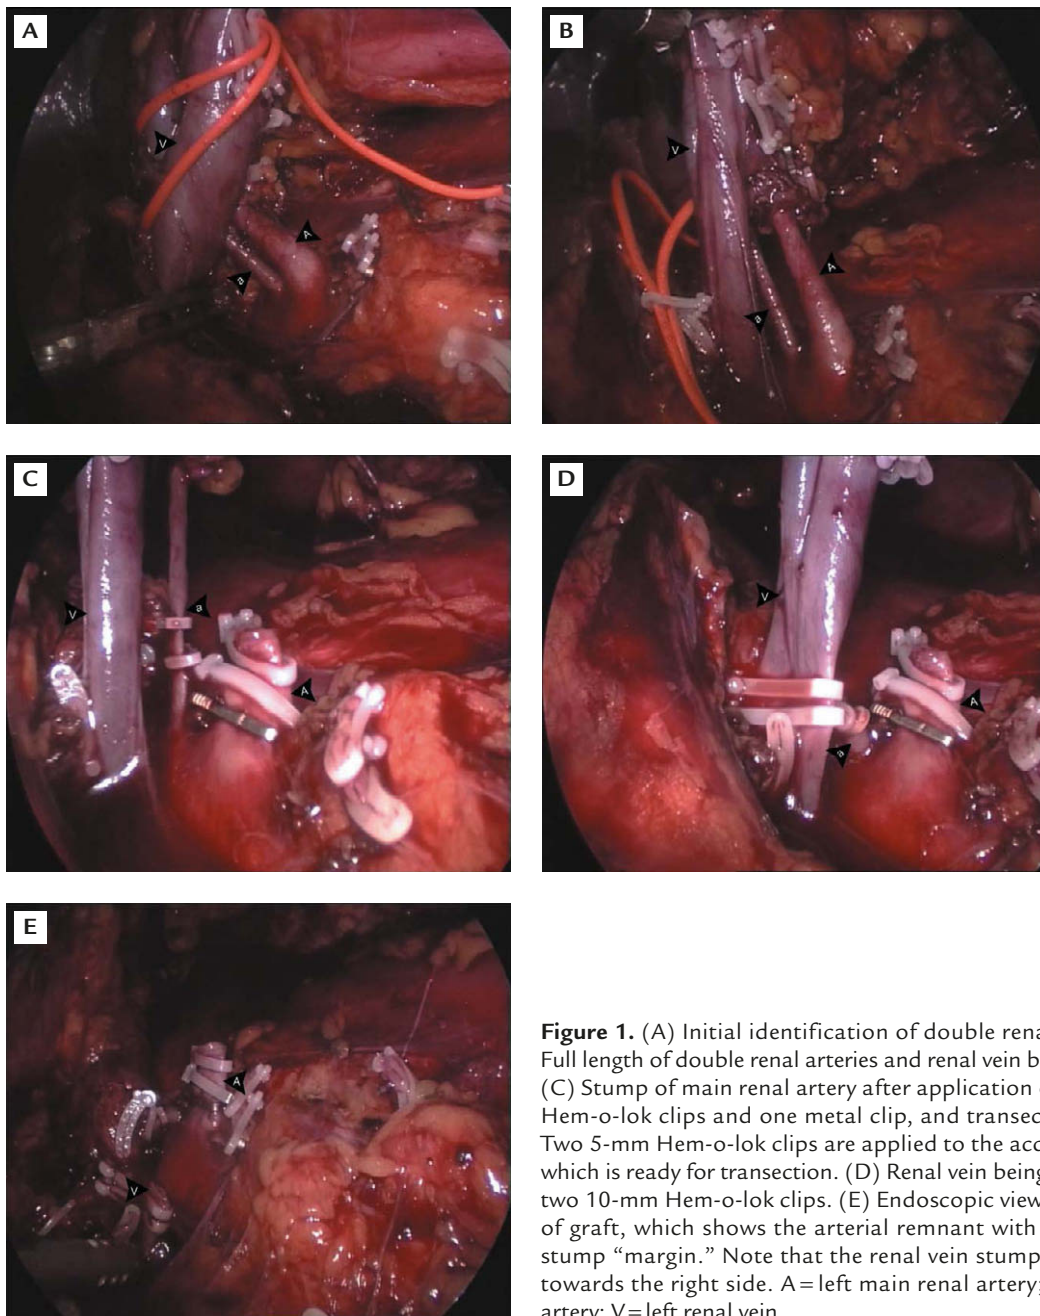 A
B
V
A
a
V
A
a
C
D
V
a
A
V
A
a
E
A
V
Figure 1. (A) Initial identification of double rena
Full length of double renal arteries and renal vein b
(C) Stump of main renal artery after application
Hem-o-lok clips and one metal clip, and transec
Two 5-mm Hem-o-lok clips are applied to the acc
which is ready for transection. (D) Renal vein being
two 10-mm Hem-o-lok clips. (E) Endoscopic view
of graft, which shows the arterial remnant with
stump “margin.” Note that the renal vein stump
towards the right side. A=left main renal artery;
artery; V=left renal vein